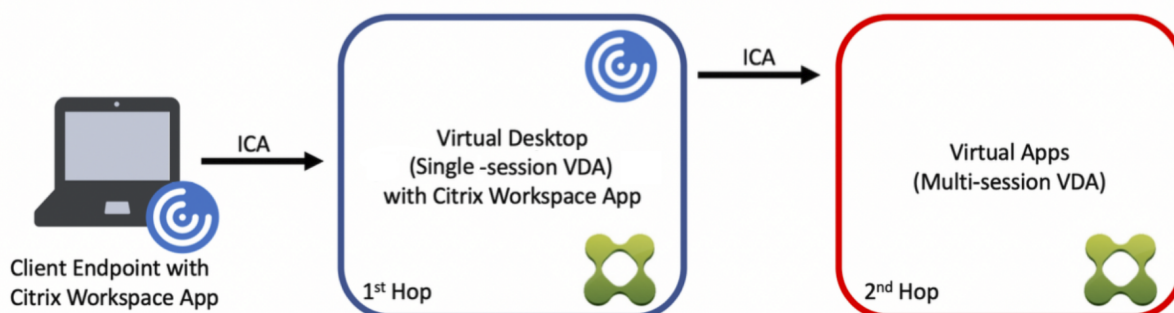 ICA
Client Endpoint with
Citrix Workspace App
Virtual Desktop
(Single -session VDA)
with Citrix Workspace App
1st Hop
ICA
Virtual Apps
(Multi-session VDA)
2nd Hop